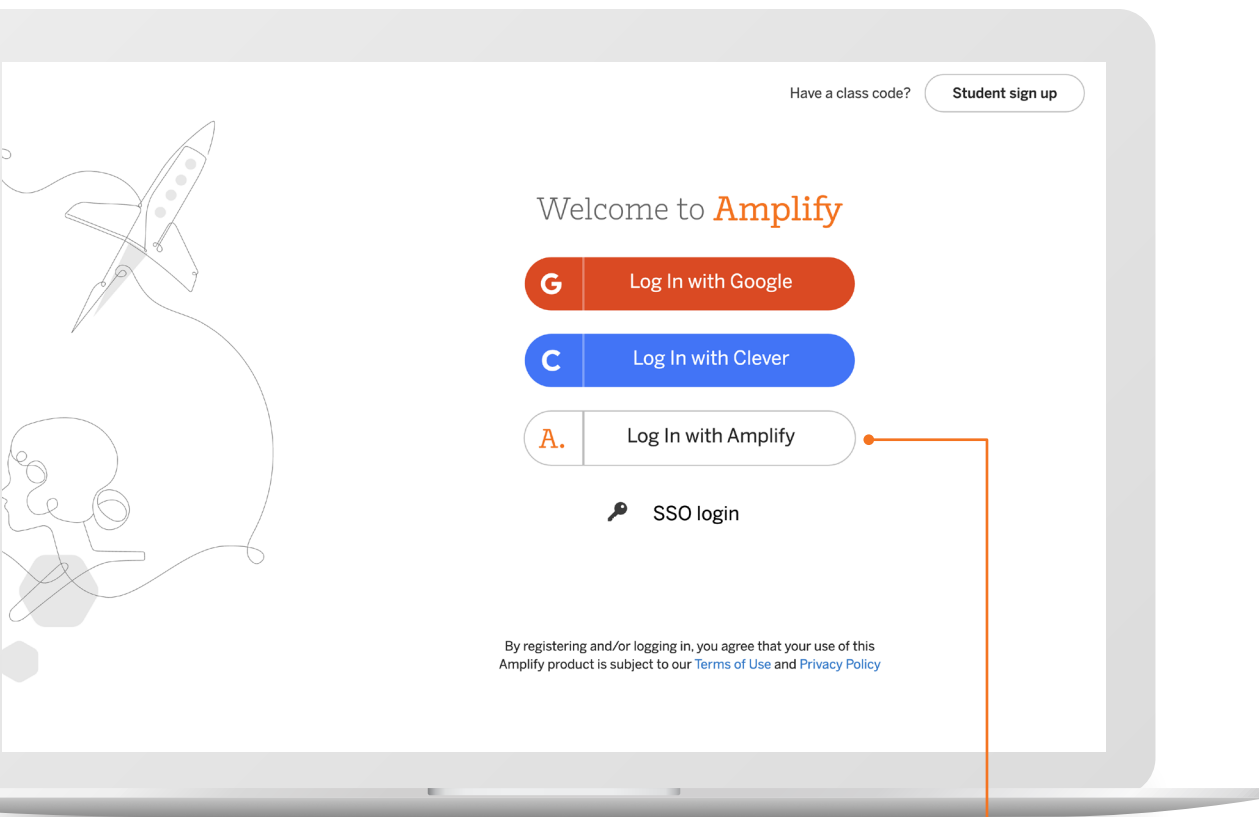 Have a class code? Student sign up
Welcome to Amplify
G Log In with Google
C Log In with Clever
A. Log In with Amplify
SSO login
By registering and/or logging in, you agree that your use of this
Amplify product is subject to our Terms of Use and Privacy Policy